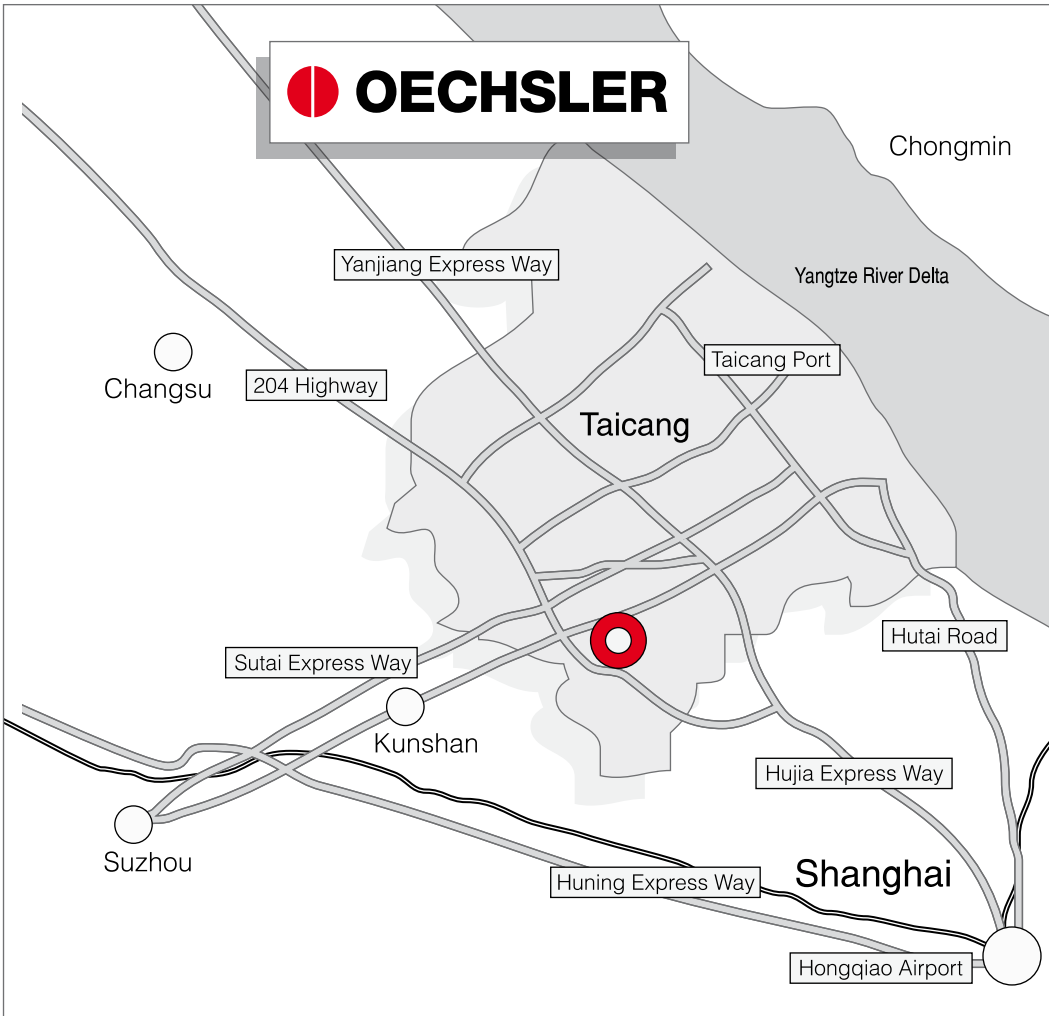 OECHSLER
Chongmin
Yanjiang Express Way
Yangtze River Delta
Taicang Port
Changsu
204 Highway
Taicang
Hutai Road
Sutai Express Way
Kunshan
Hujia Express Way
Suzhou
Huning Express Way
Shanghai
Hongqiao Airport